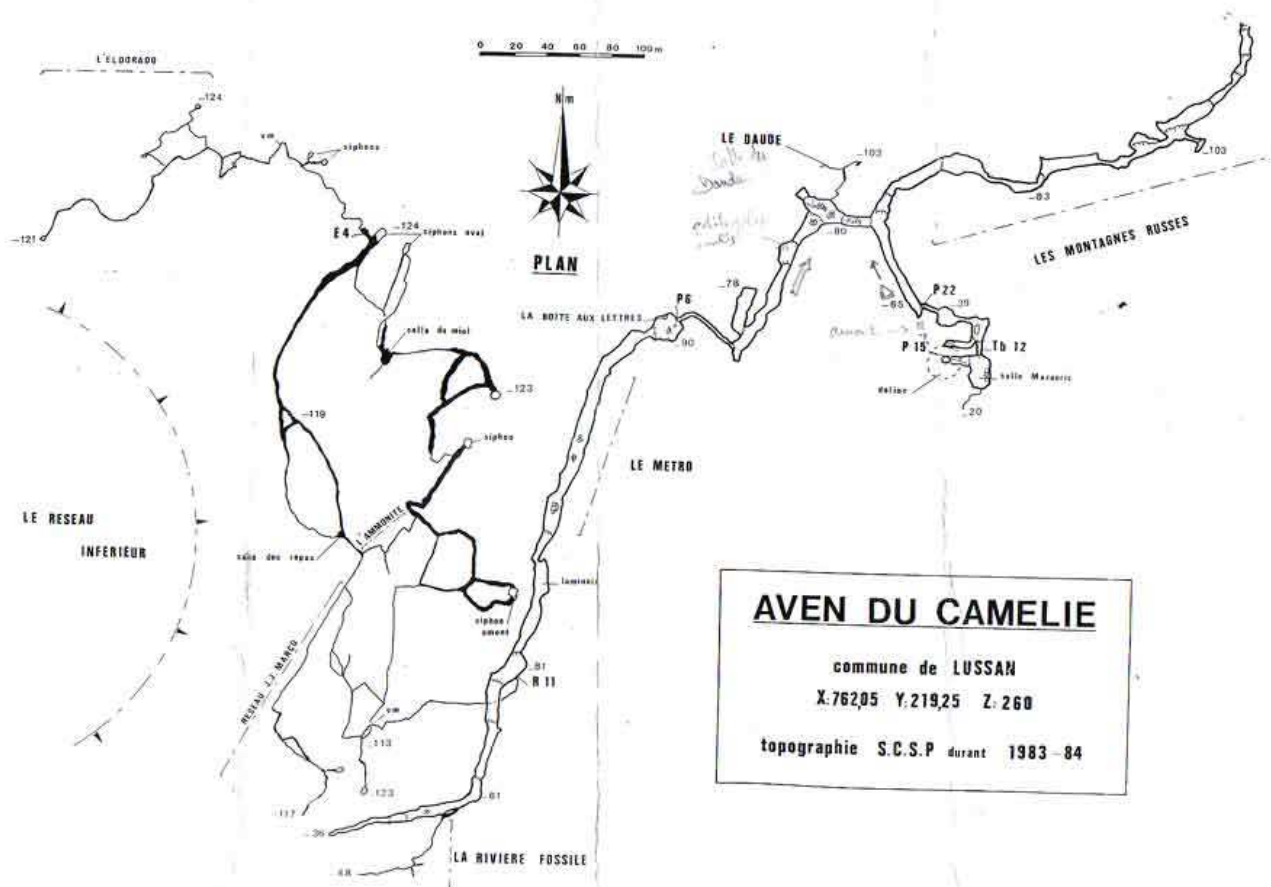 0 20 40 60 80 100m
L'ELDORADO
Nm
PLAN
-124
vm
siphons
-121
E4
-124
siphons aval
salle du miel
-123
-119
siphon
LE RESEAU
INFERIEUR
L'AMMONITE
salle des repas
siphon
amont
RESEAU J.J. MARCQ
vm
-113
-123
-117
-36
-48
-61
LA RIVIERE FOSSILE
-81
R 11
laminoir
LE METRO
LA BOITE AUX LETTRES
P6
-90
-78
LE DAUDE
-103
-80
-83
-103
LES MONTAGNES RUSSES
-65
P 22
-39
P 15
Tb 12
doline
-20
AVEN DU CAMELIE
commune de LUSSAN
X:762,05 Y:219,25 Z: 260
topographie S.C.S.P durant 1983-84